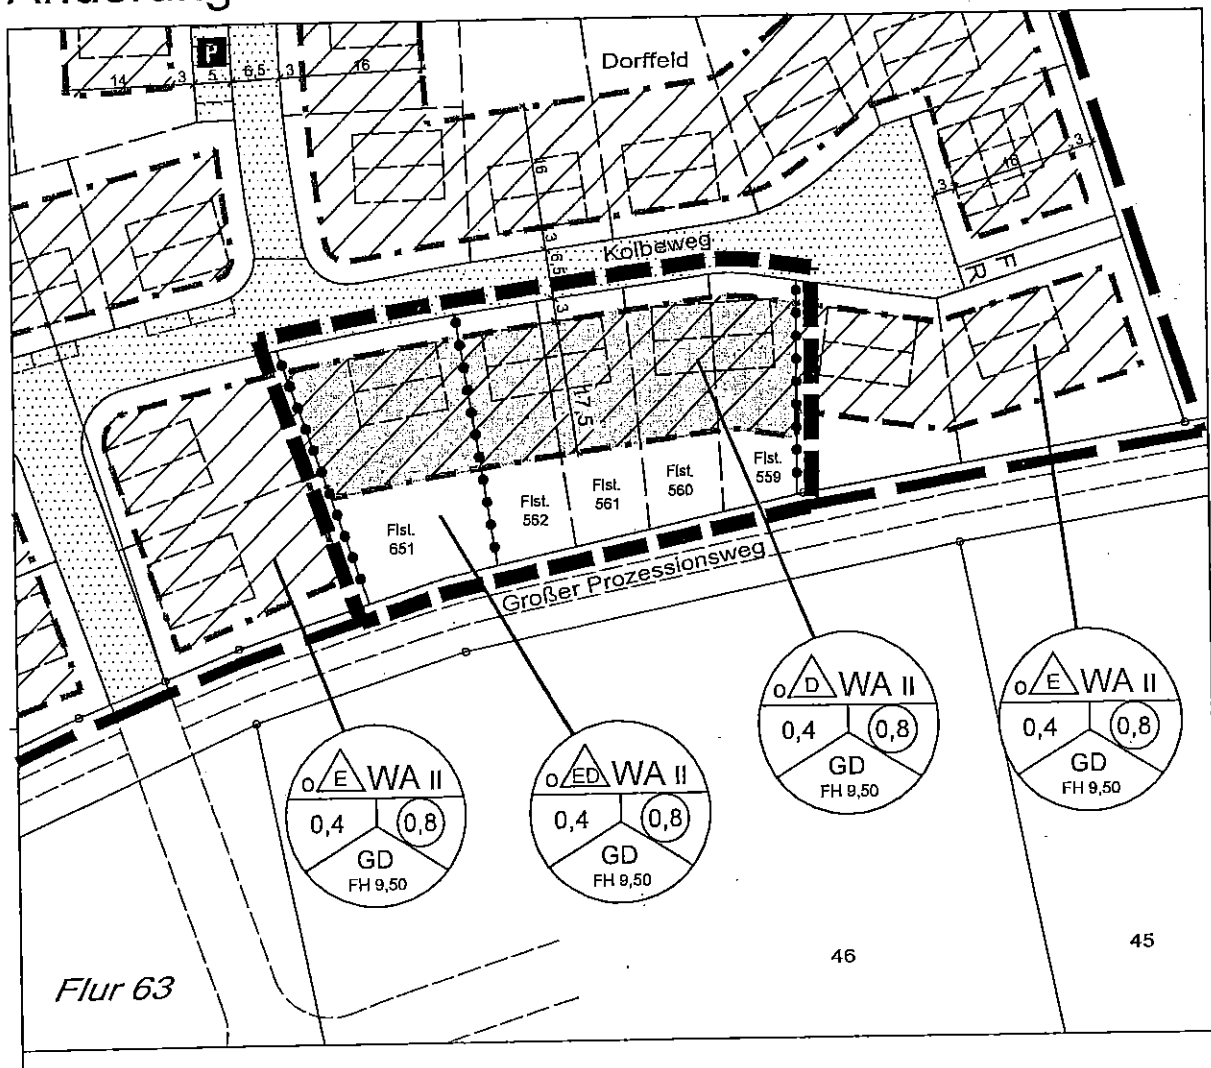 Änderung
P
Dorffeld
14
3
5
6,5
3
16
16
3
16
3
3
6,5
3
Kolbeweg
F
R
17,5
Flst.
559
Flst.
560
Flst.
561
Flst.
562
Flst.
651
Großer Prozessionsweg
o D WA II
0,4 0,8
GD
FH 9,50
o E WA II
0,4 0,8
GD
FH 9,50
o E WA II
0,4 0,8
GD
FH 9,50
o ED WA II
0,4 0,8
GD
FH 9,50
45
46
Flur 63